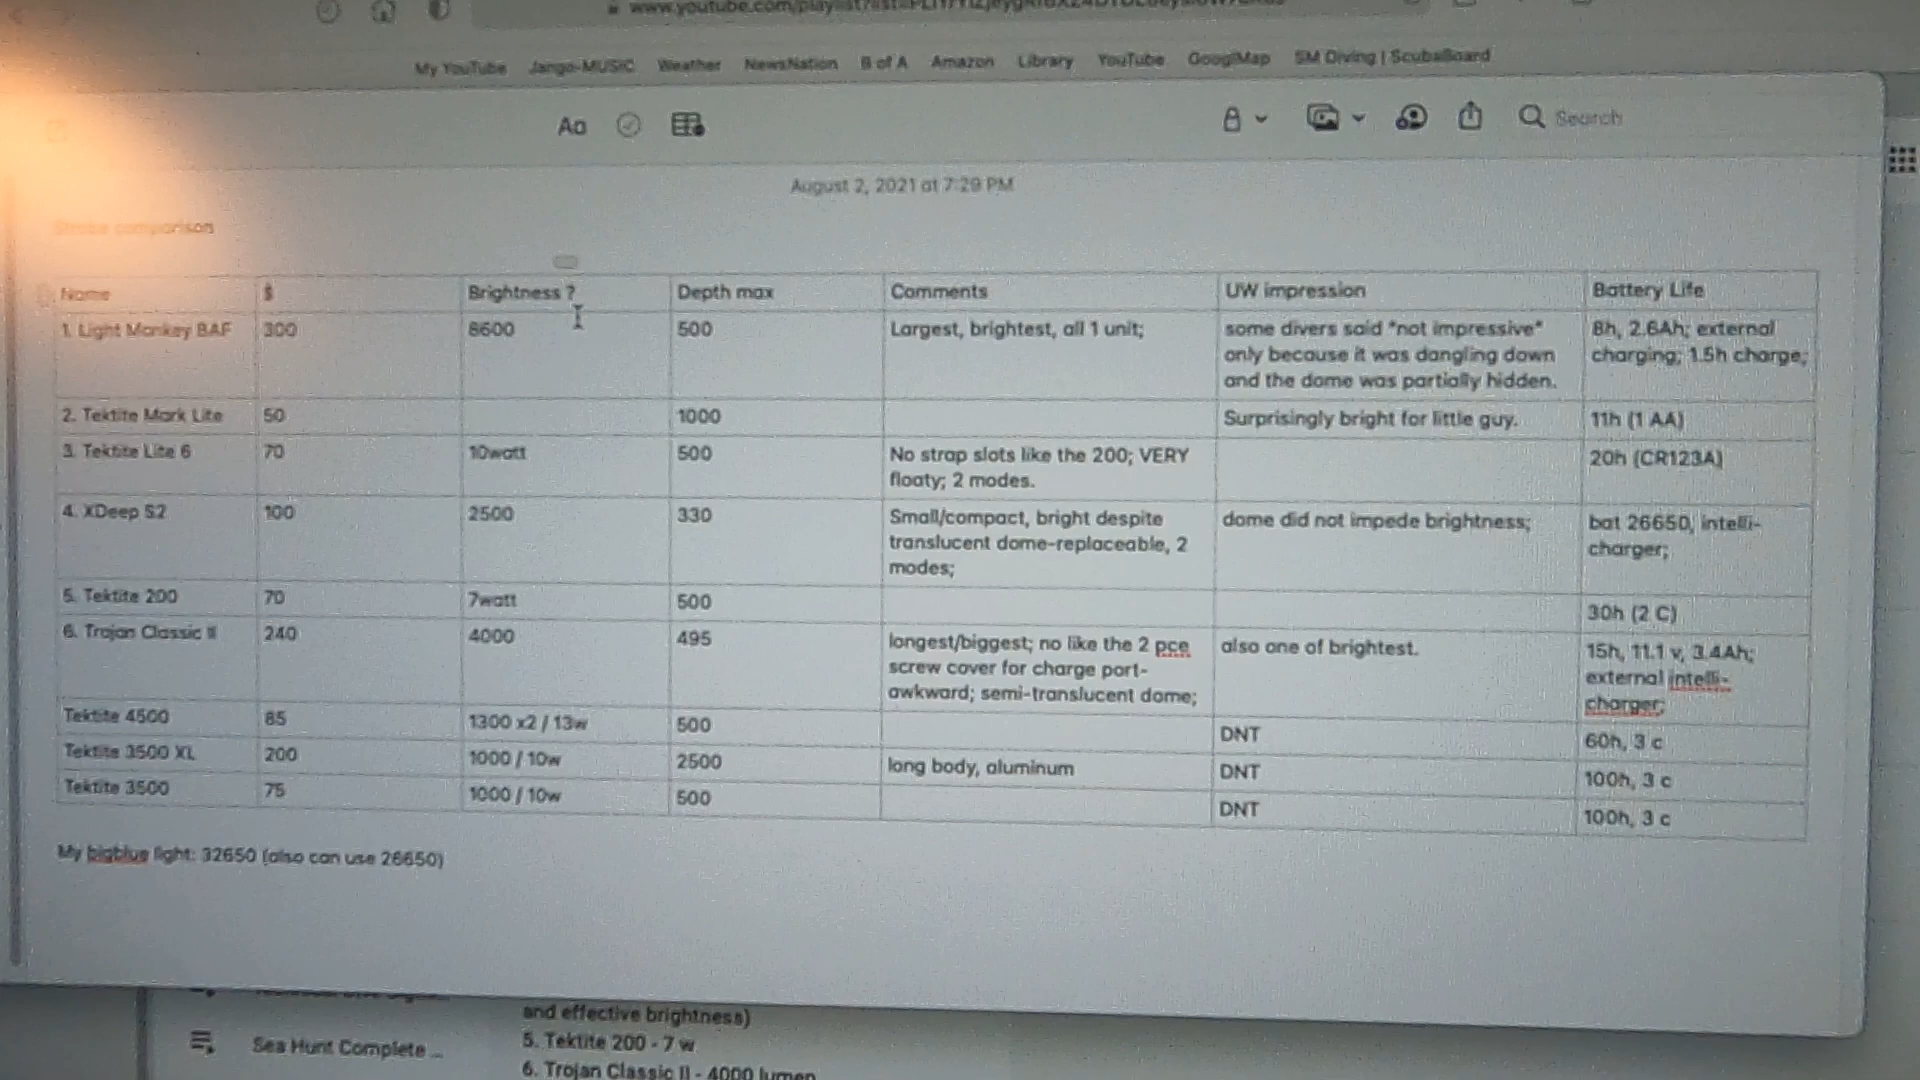 www.youtube.com/playlist?list=
My YouTube Jango-MUSIC Weather NewsNation B of A Amazon Library YouTube GooglMap SM Diving | ScubaBoard
Aa Search
August 2, 2021 at 7:29 PM
Strobe comparison
Name $ Brightness ? Depth max Comments UW impression Battery Life
1. Light Monkey BAF 300 8600 500 Largest, brightest, all 1 unit; some divers said "not impressive" 8h, 2.6Ah; external
only because it was dangling down charging; 1.5h charge;
and the dome was partially hidden.
2. Tektite Mark Lite 50 1000 Surprisingly bright for little guy. 11h (1 AA)
3. Tektite Lite 6 70 10watt 500 No strap slots like the 200; VERY 20h (CR123A)
floaty; 2 modes.
4. XDeep S2 100 2500 330 Small/compact, bright despite dome did not impede brightness; bat 26650, intelli-
translucent dome-replaceable, 2 charger;
modes;
5. Tektite 200 70 7watt 500 30h (2 C)
6. Trojan Classic II 240 4000 495 longest/biggest; no like the 2 pce also one of brightest. 15h, 11.1 v, 3.4Ah;
screw cover for charge port- external intelli-
awkward; semi-translucent dome; charger;
Tektite 4500 85 1300 x2 / 13w 500 DNT 60h, 3 c
Tektite 3500 XL 200 1000 / 10w 2500 long body, aluminum DNT 100h, 3 c
Tektite 3500 75 1000 / 10w 500 DNT 100h, 3 c
My bigblue light: 32650 (also can use 26650)
and effective brightness)
Sea Hunt Complete ... 5. Tektite 200 - 7 w
6. Trojan Classic II - 4000 lumen